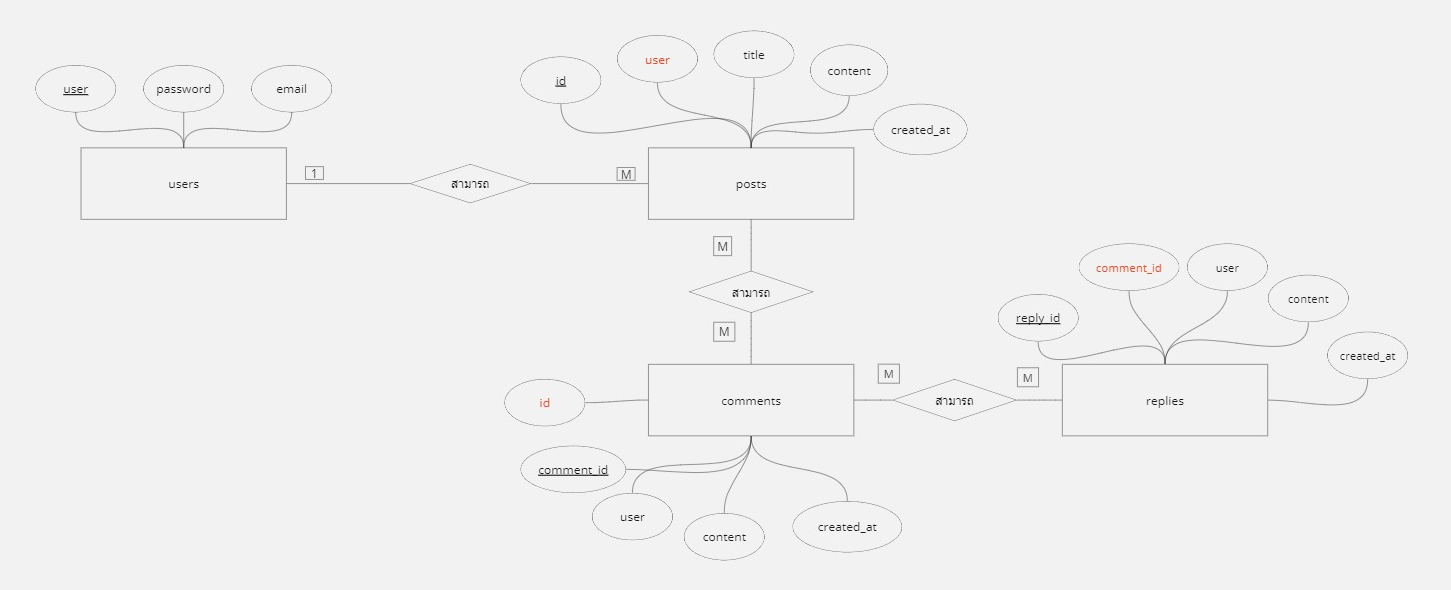 user
password
email
users
1
สามารถ
M
id
user
title
content
created_at
posts
M
สามารถ
M
id
comments
comment_id
user
content
created_at
M
สามารถ
M
reply_id
comment_id
user
content
created_at
replies